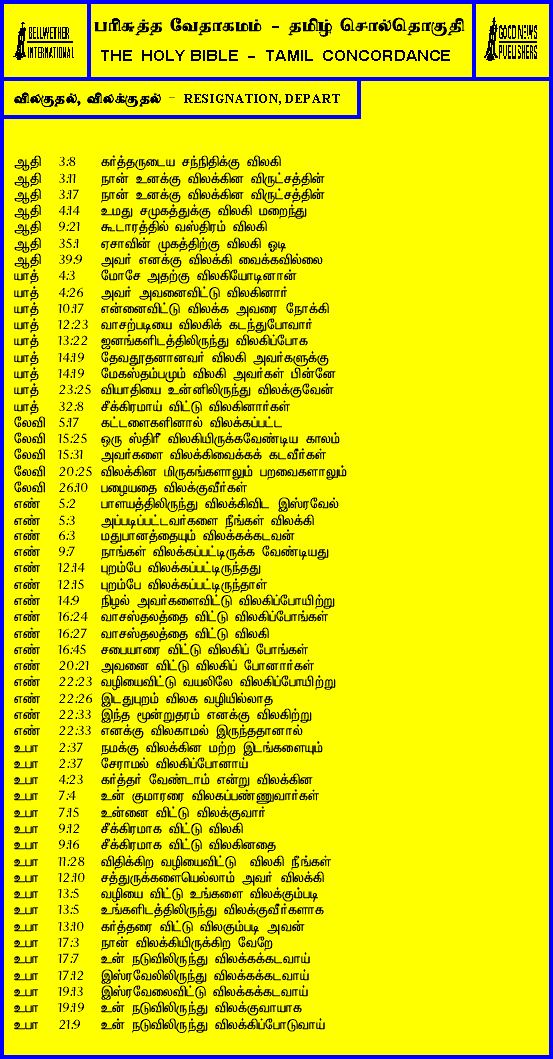 BELLWETHER INTERNATIONAL
பரிசுத்த வேதாகமம் - தமிழ் சொல்தொகுதி
THE HOLY BIBLE - TAMIL CONCORDANCE
GOOD NEWS PUBLISHERS
விலகுதல், விலக்குதல் - RESIGNATION, DEPART
ஆதி 3:8 கர்த்தருடைய சந்நிதிக்கு விலகி
ஆதி 3:11 நான் உனக்கு விலக்கின விருட்சத்தின்
ஆதி 3:17 நான் உனக்கு விலக்கின விருட்சத்தின்
ஆதி 4:14 உமது சமுகத்துக்கு விலகி மறைந்து
ஆதி 9:21 கூடாரத்தில் வஸ்திரம் விலகி
ஆதி 35:1 ஏசாவின் முகத்திற்கு விலகி ஓடி
ஆதி 39:9 அவர் எனக்கு விலக்கி வைக்கவில்லை
யாத் 4:3 மோசே அதற்கு விலகியோடினான்
யாத் 4:26 அவர் அவனைவிட்டு விலகினார்
யாத் 10:17 என்னைவிட்டு விலக்க அவரை நோக்கி
யாத் 12:23 வாசற்படியை விலகிக் கடந்துபோவார்
யாத் 13:22 ஜனங்களிடத்திலிருந்து விலகிப்போக
யாத் 14:19 தேவதூதனானவர் விலகி அவர்களுக்கு
யாத் 14:19 மேகஸ்தம்பமும் விலகி அவர்கள் பின்னே
யாத் 23:25 வியாதியை உன்னிலிருந்து விலக்குவேன்
யாத் 32:8 சீக்கிரமாய் விட்டு விலகினார்கள்
லேவி 5:17 கட்டளைகளினால் விலக்கப்பட்ட
லேவி 15:25 ஒரு ஸ்திரீ விலகியிருக்கவேண்டிய காலம்
லேவி 15:31 அவர்களை விலக்கிவைக்கக் கடவீர்கள்
லேவி 20:25 விலக்கின மிருகங்களாலும் பறவைகளாலும்
லேவி 26:10 பழையதை விலக்குவீர்கள்
எண் 5:2 பாளயத்திலிருந்து விலக்கிவிட இஸ்ரவேல்
எண் 5:3 அப்படிப்பட்டவர்களை நீங்கள் விலக்கி
எண் 6:3 மதுபானத்தையும் விலக்கக்கடவன்
எண் 9:7 நாங்கள் விலக்கப்பட்டிருக்க வேண்டியது
எண் 12:14 புறம்பே விலக்கப்பட்டிருந்தது
எண் 12:15 புறம்பே விலக்கப்பட்டிருந்தாள்
எண் 14:9 நிழல் அவர்களைவிட்டு விலகிப்போயிற்று
எண் 16:24 வாசஸ்தலத்தை விட்டு விலகிப்போங்கள்
எண் 16:27 வாசஸ்தலத்தை விட்டு விலகி
எண் 16:45 சபையாரை விட்டு விலகிப் போங்கள்
எண் 20:21 அவனை விட்டு விலகிப் போனார்கள்
எண் 22:23 வழியைவிட்டு வயலிலே விலகிப்போயிற்று
எண் 22:26 இடதுபுறம் விலக வழியில்லாத
எண் 22:33 இந்த மூன்றுதரம் எனக்கு விலகிற்று
எண் 22:33 எனக்கு விலகாமல் இருந்ததானால்
உபா 2:37 நமக்கு விலக்கின மற்ற இடங்களையும்
உபா 2:37 சேராமல் விலகிப்போனாய்
உபா 4:23 கர்த்தர் வேண்டாம் என்று விலக்கின
உபா 7:4 உன் குமாரரை விலகப்பண்ணுவார்கள்
உபா 7:15 உன்னை விட்டு விலக்குவார்
உபா 9:12 சீக்கிரமாக விட்டு விலகி
உபா 9:16 சீக்கிரமாக விட்டு விலகினதை
உபா 11:28 விதிக்கிற வழியைவிட்டு விலகி நீங்கள்
உபா 12:10 சத்துருக்களையெல்லாம் அவர் விலக்கி
உபா 13:5 வழியை விட்டு உங்களை விலக்கும்படி
உபா 13:5 உங்களிடத்திலிருந்து விலக்குவீர்களாக
உபா 13:10 கர்த்தரை விட்டு விலகும்படி அவன்
உபா 17:3 நான் விலக்கியிருக்கிற வேறே
உபா 17:7 உன் நடுவிலிருந்து விலக்கக்கடவாய்
உபா 17:12 இஸ்ரவேலிலிருந்து விலக்கக்கடவாய்
உபா 19:13 இஸ்ரவேலைவிட்டு விலக்கக்கடவாய்
உபா 19:19 உன் நடுவிலிருந்து விலக்குவாயாக
உபா 21:9 உன் நடுவிலிருந்து விலக்கிப்போடுவாய்